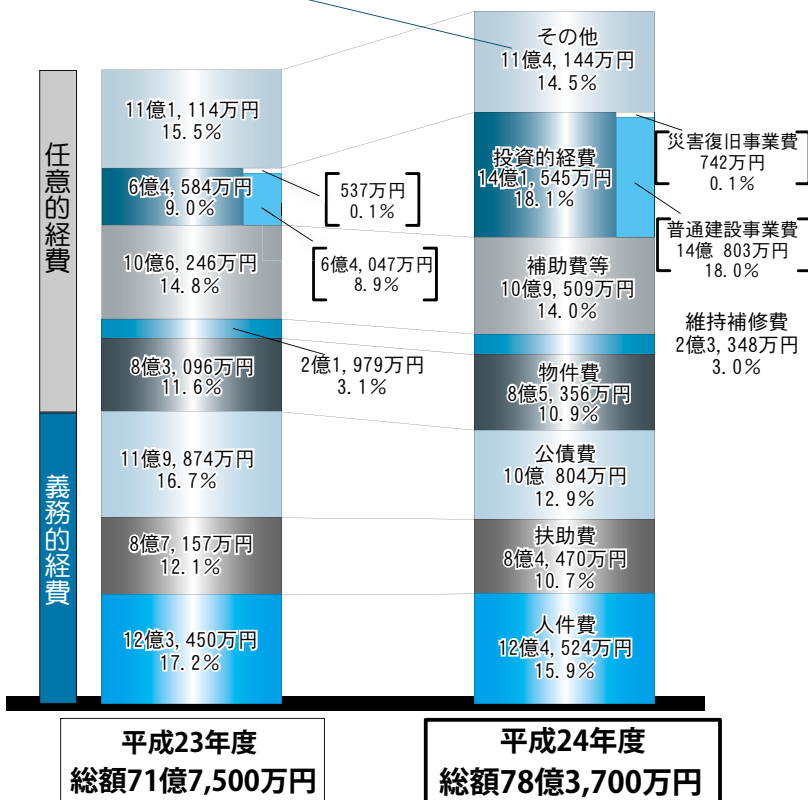 任意的経費
義務的経費
11億1,114万円
15.5%
6億4,584万円
9.0%
537万円
0.1%
6億4,047万円
8.9%
10億6,246万円
14.8%
2億1,979万円
3.1%
8億3,096万円
11.6%
11億9,874万円
16.7%
8億7,157万円
12.1%
12億3,450万円
17.2%
平成23年度
総額71億7,500万円
その他
11億4,144万円
14.5%
投資的経費
14億1,545万円
18.1%
災害復旧事業費
742万円
0.1%
普通建設事業費
14億 803万円
18.0%
補助費等
10億9,509万円
14.0%
維持補修費
2億3,348万円
3.0%
物件費
8億5,356万円
10.9%
公債費
10億 804万円
12.9%
扶助費
8億4,470万円
10.7%
人件費
12億4,524万円
15.9%
平成24年度
総額78億3,700万円